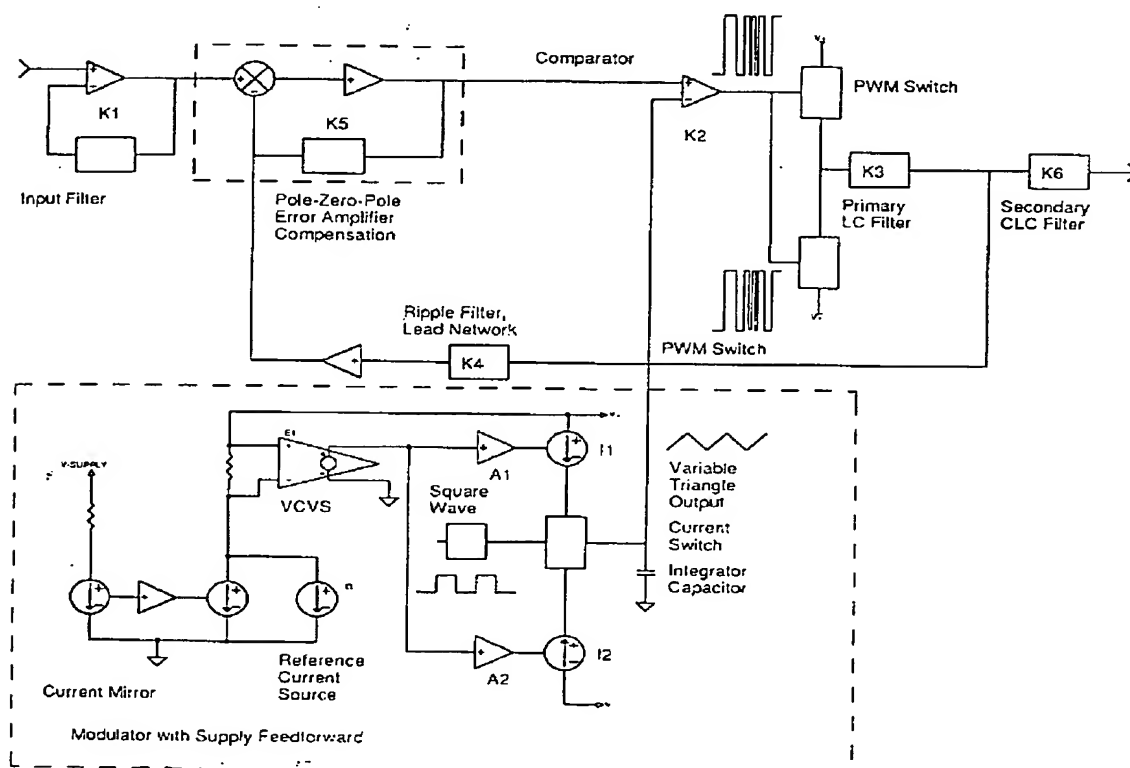 Comparator
PWM Switch
K1
K5
K2
K3
K6
Input Filter
Pole-Zero-Pole
Error Amplifier
Compensation
Primary
LC Filter
Secondary
CLC Filter
Ripple Filter,
Lead Network
K4
PWM Switch
E1
V-SUPPLY
VCVS
A1
I1
Square
Wave
Variable
Triangle
Output
Current
Switch
Integrator
Capacitor
A2
I2
Reference
Current
Source
Current Mirror
Modulator with Supply Feedforward